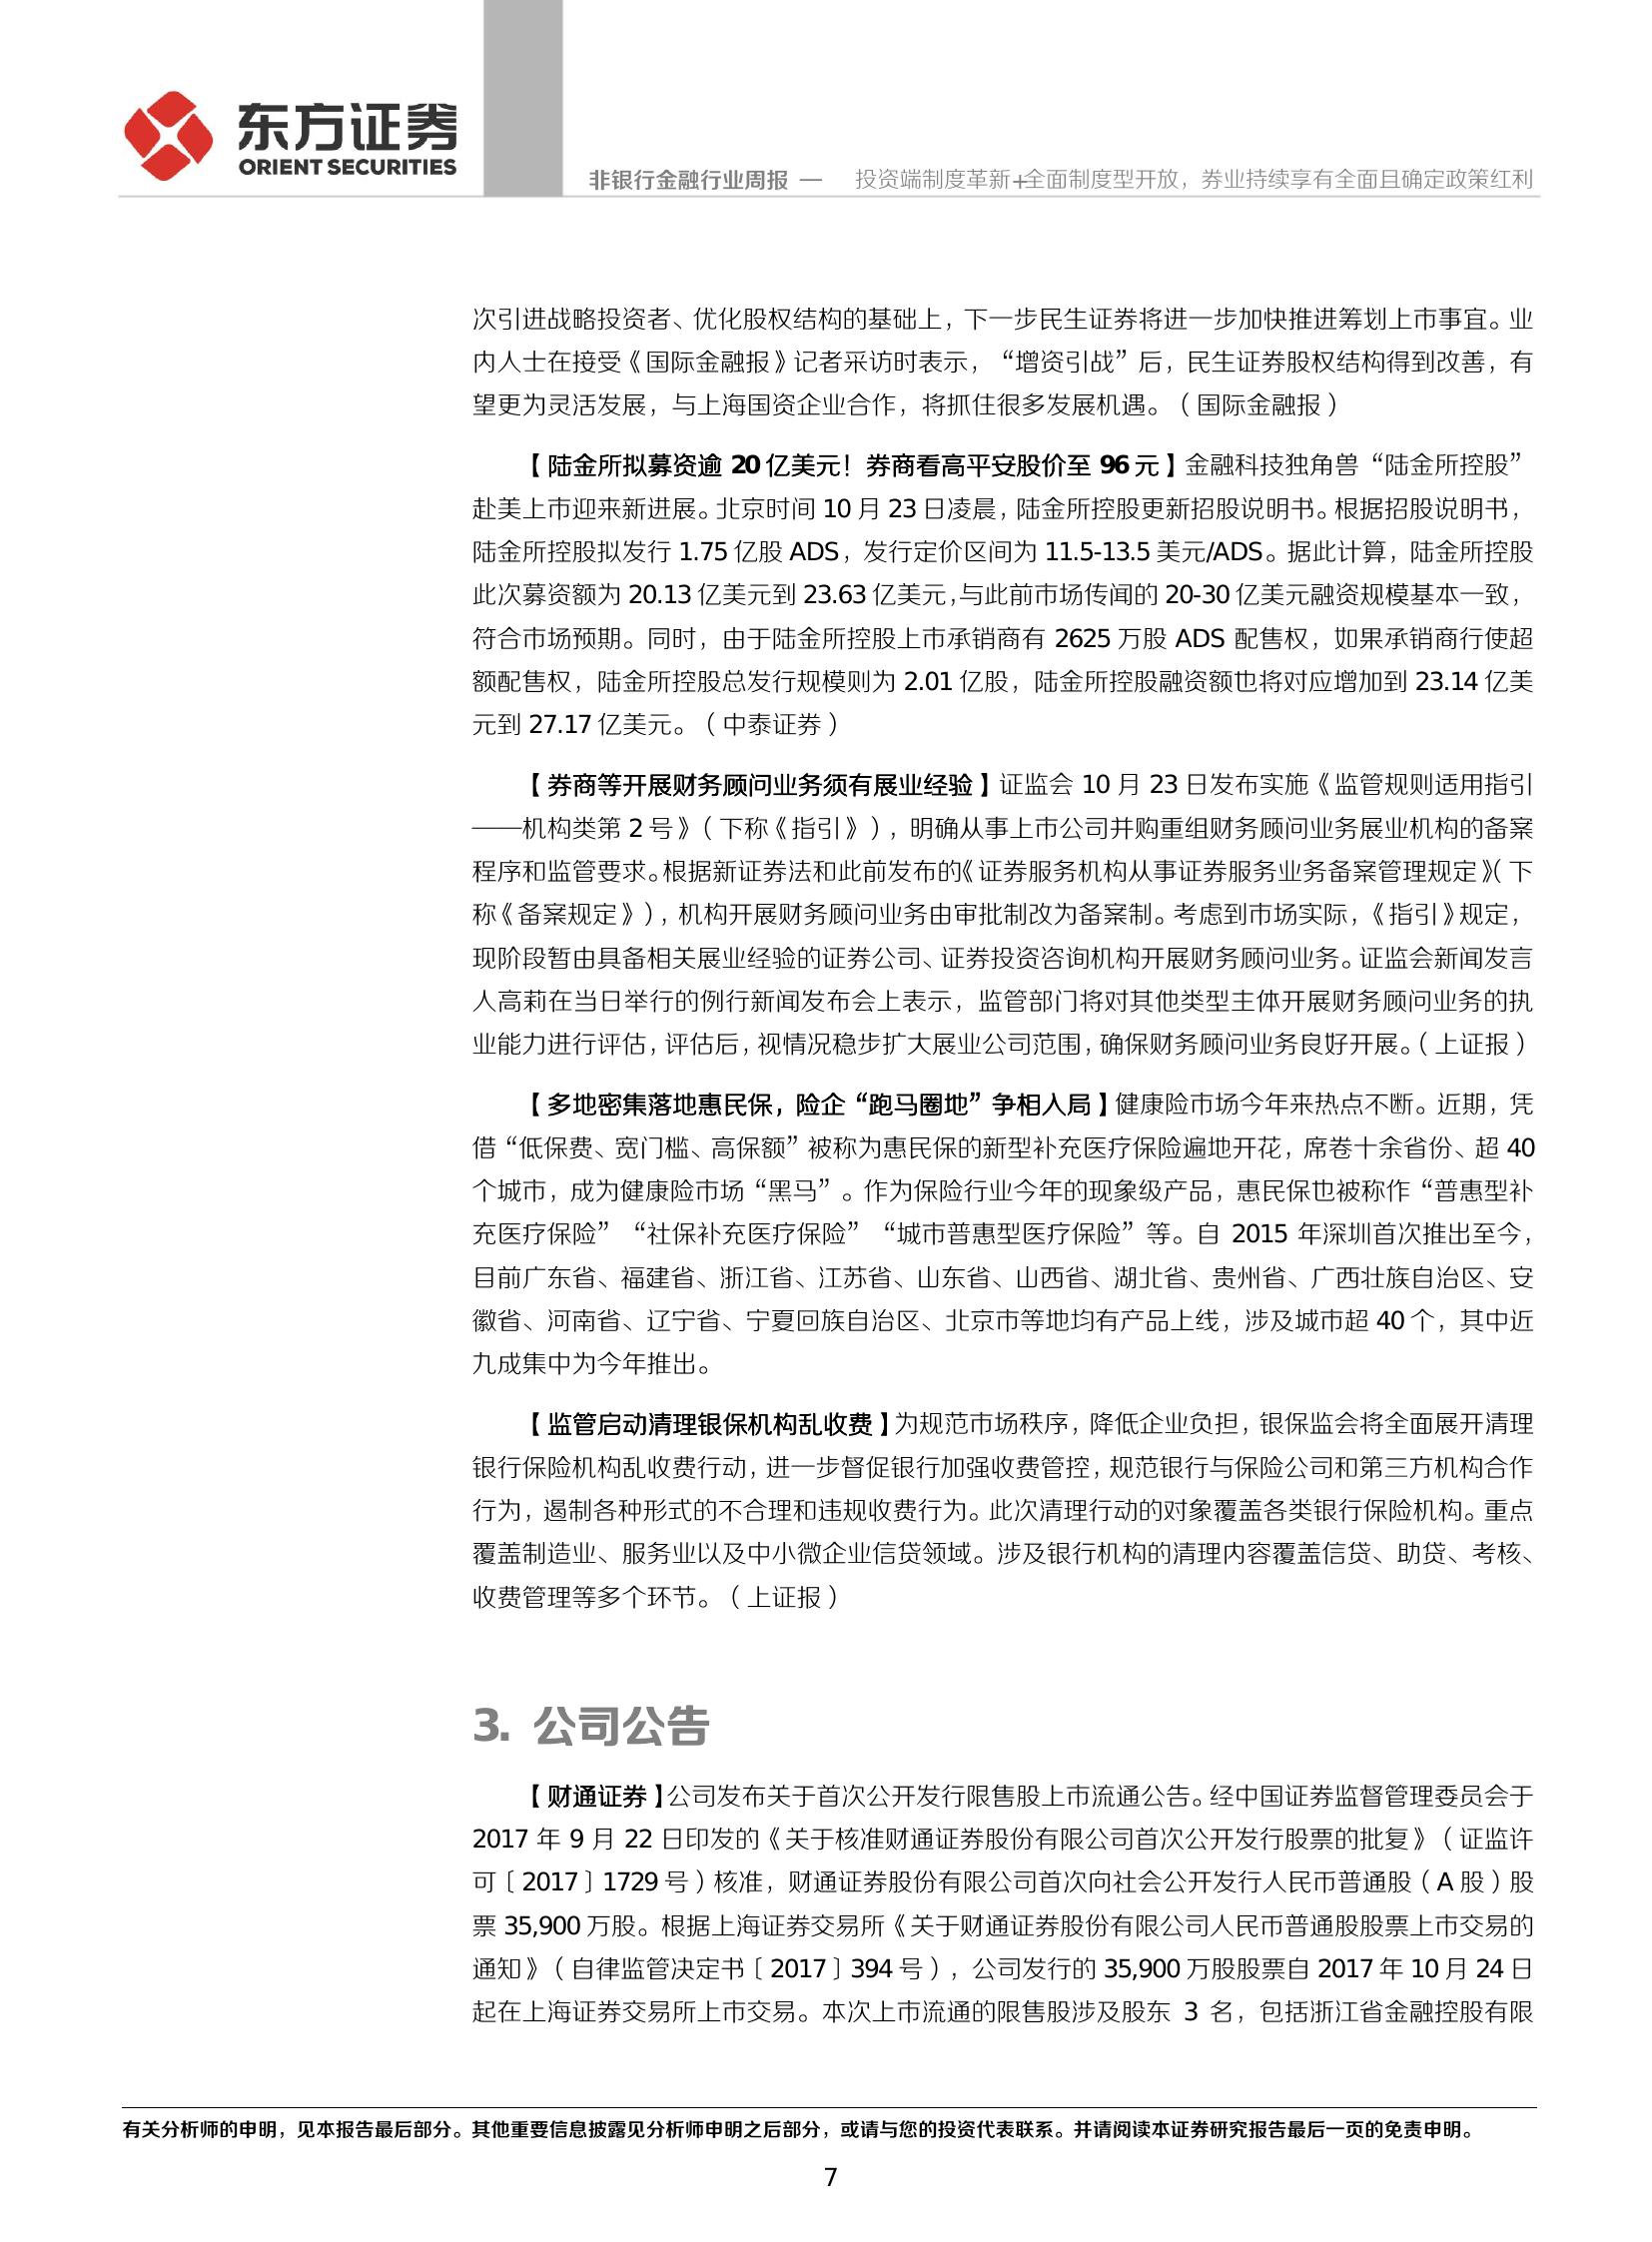 东方证券
ORIENT SECURITIES
非银行金融行业周报 —— 投资端制度革新+全面制度型开放，券业持续享有全面且确定政策红利
次引进战略投资者、优化股权结构的基础上，下一步民生证券将进一步加快推进筹划上市事宜。业
内人士在接受《国际金融报》记者采访时表示，“增资引战”后，民生证券股权结构得到改善，有
望更为灵活发展，与上海国资企业合作，将抓住很多发展机遇。（国际金融报）
【陆金所拟募资逾 20 亿美元！券商看高平安股价至 96 元】金融科技独角兽“陆金所控股”
赴美上市迎来新进展。北京时间 10 月 23 日凌晨，陆金所控股更新招股说明书。根据招股说明书，
陆金所控股拟发行 1.75 亿股 ADS，发行定价区间为 11.5-13.5 美元/ADS。据此计算，陆金所控股
此次募资额为 20.13 亿美元到 23.63 亿美元，与此前市场传闻的 20-30 亿美元融资规模基本一致，
符合市场预期。同时，由于陆金所控股上市承销商有 2625 万股 ADS 配售权，如果承销商行使超
额配售权，陆金所控股总发行规模则为 2.01 亿股，陆金所控股融资额也将对应增加到 23.14 亿美
元到 27.17 亿美元。（中泰证券）
【券商等开展财务顾问业务须有展业经验】证监会 10 月 23 日发布实施《监管规则适用指引
——机构类第 2 号》（下称《指引》），明确从事上市公司并购重组财务顾问业务展业机构的备案
程序和监管要求。根据新证券法和此前发布的《证券服务机构从事证券服务业务备案管理规定》（下
称《备案规定》），机构开展财务顾问业务由审批制改为备案制。考虑到市场实际，《指引》规定，
现阶段暂由具备相关展业经验的证券公司、证券投资咨询机构开展财务顾问业务。证监会新闻发言
人高莉在当日举行的例行新闻发布会上表示，监管部门将对其他类型主体开展财务顾问业务的执
业能力进行评估，评估后，视情况稳步扩大展业公司范围，确保财务顾问业务良好开展。（上证报）
【多地密集落地惠民保，险企“跑马圈地”争相入局】健康险市场今年来热点不断。近期，凭
借“低保费、宽门槛、高保额”被称为惠民保的新型补充医疗保险遍地开花，席卷十余省份、超 40
个城市，成为健康险市场“黑马”。作为保险行业今年的现象级产品，惠民保也被称作“普惠型补
充医疗保险”“社保补充医疗保险”“城市普惠型医疗保险”等。自 2015 年深圳首次推出至今，
目前广东省、福建省、浙江省、江苏省、山东省、山西省、湖北省、贵州省、广西壮族自治区、安
徽省、河南省、辽宁省、宁夏回族自治区、北京市等地均有产品上线，涉及城市超 40 个，其中近
九成集中为今年推出。
【监管启动清理银保机构乱收费】为规范市场秩序，降低企业负担，银保监会将全面展开清理
银行保险机构乱收费行动，进一步督促银行加强收费管控，规范银行与保险公司和第三方机构合作
行为，遏制各种形式的不合理和违规收费行为。此次清理行动的对象覆盖各类银行保险机构。重点
覆盖制造业、服务业以及中小微企业信贷领域。涉及银行机构的清理内容覆盖信贷、助贷、考核、
收费管理等多个环节。（上证报）
3. 公司公告
【财通证券】公司发布关于首次公开发行限售股上市流通公告。经中国证券监督管理委员会于
2017 年 9 月 22 日印发的《关于核准财通证券股份有限公司首次公开发行股票的批复》（证监许
可〔2017〕1729 号）核准，财通证券股份有限公司首次向社会公开发行人民币普通股（A 股）股
票 35,900 万股。根据上海证券交易所《关于财通证券股份有限公司人民币普通股股票上市交易的
通知》（自律监管决定书〔2017〕394 号），公司发行的 35,900 万股股票自 2017 年 10 月 24 日
起在上海证券交易所上市交易。本次上市流通的限售股涉及股东 3 名，包括浙江省金融控股有限
有关分析师的申明，见本报告最后部分。其他重要信息披露见分析师申明之后部分，或请与您的投资代表联系。并请阅读本证券研究报告最后一页的免责申明。
7